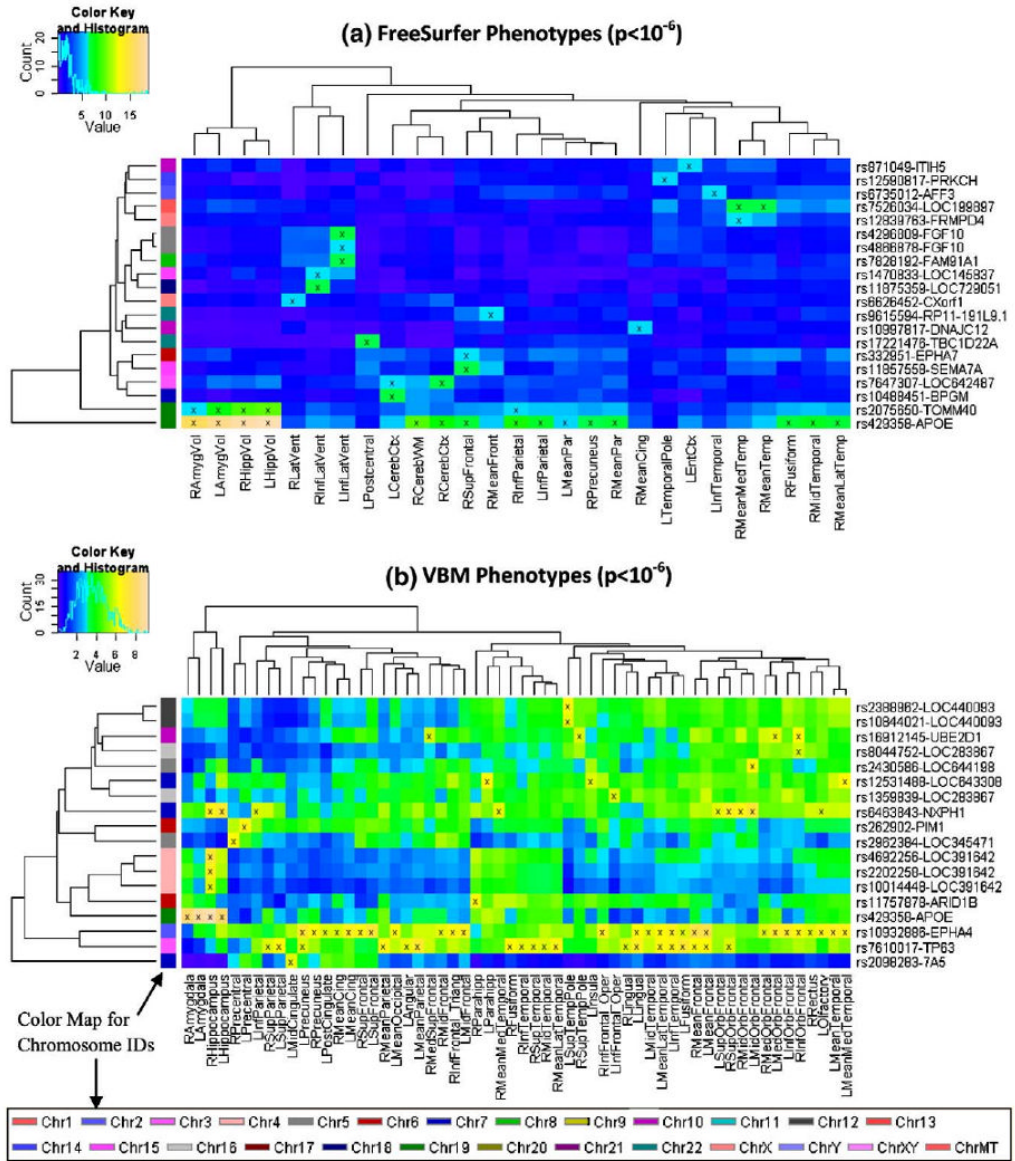 Color Key
and Histogram
Count
0 5 10 20
5 10 15
Value
(a) FreeSurfer Phenotypes (p<10-6)
rs871049-ITIH5
rs12590817-PRKCH
rs6735012-AFF3
rs7526034-LOC199897
rs12839763-FRMPD4
rs4296809-FGF10
rs4866878-FGF10
rs7828192-FAM91A1
rs1470833-LOC145837
rs11875359-LOC729051
rs6626452-CXorf1
rs9615594-RP11-191L9.1
rs10997817-DNAJC12
rs17221476-TBC1D22A
rs332951-EPHA7
rs11857558-SEMA7A
rs7647307-LOC642487
rs10488451-BPGM
rs2075650-TOMM40
rs429358-APOE
RAmygVol
LAmygVol
RHippVol
LHippVol
RLatVent
RInfLatVent
LInfLatVent
LPostcentral
LCerebCtx
RCerebWM
RCerebCtx
RSupFrontal
RMeanFront
RInfParietal
LInfParietal
LMeanPar
RPrecuneus
RMeanPar
RMeanCing
LTemporalPole
LEntCtx
LInfTemporal
RMeanMedTemp
RMeanTemp
RFusiform
RMidTemporal
RMeanLatTemp
Color Key
and Histogram
Count
0 15 30
2 4 6 8
Value
(b) VBM Phenotypes (p<10-6)
rs2388982-LOC440093
rs10844021-LOC440093
rs16912145-UBE2D1
rs8044752-LOC283867
rs2430586-LOC644198
rs12531488-LOC643308
rs1359839-LOC283867
rs6463843-NXPH1
rs262902-PIM1
rs2962384-LOC345471
rs4692256-LOC391642
rs2202258-LOC391642
rs10014448-LOC391642
rs11757878-ARID1B
rs429358-APOE
rs10932886-EPHA4
rs7610017-TP63
rs2098283-7A5
RAmygdala
LAmygdala
RHippocampus
LHippocampus
RPrecentral
LPrecentral
LInfParietal
RSupParietal
LSupParietal
LMidCingulate
LPrecuneus
RPrecuneus
LPostCingulate
RMeanCing
LMeanCing
RSupFrontal
LSupFrontal
RMeanParietal
LMeanOccipital
LAngular
LMeanParietal
RMedSupFrontal
RMidFrontal
RInfFrontal_Triang
LMidFrontal
RParahipp
LParahipp
RMeanMedTemporal
RFusiform
RInfTemporal
RSupTemporal
RMidTemporal
RMeanLatTemporal
LSupTempPole
RSupTempPole
LInsula
RInfFrontal_Oper
LInfFrontal_Oper
RLingual
LLingual
LMidTemporal
LMeanLatTemporal
LInfTemporal
LFusiform
RMeanFrontal
LMeanFrontal
LSupOrbFrontal
RSupOrbFrontal
RMidOrbFrontal
LMidOrbFrontal
RMedOrbFrontal
LMedOrbFrontal
LInfOrbFrontal
RInfOrbFrontal
LRectus
RRectus
LOlfactory
LMeanTemporal
LMeanMedTemporal
Color Map for
Chromosome IDs
Chr1 Chr2 Chr3 Chr4 Chr5 Chr6 Chr7 Chr8 Chr9 Chr10 Chr11 Chr12 Chr13
Chr14 Chr15 Chr16 Chr17 Chr18 Chr19 Chr20 Chr21 Chr22 ChrX ChrY ChrXY ChrMT